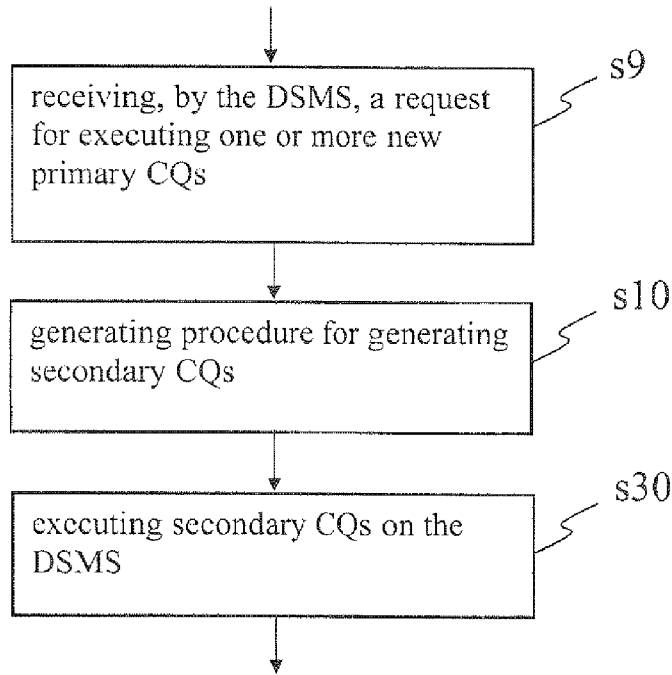 s9
receiving, by the DSMS, a request
for executing one or more new
primary CQs
s10
generating procedure for generating
secondary CQs
s30
executing secondary CQs on the
DSMS